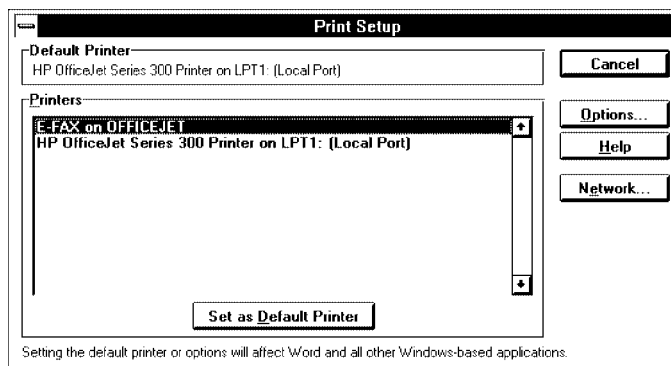 Print Setup
Default Printer
HP OfficeJet Series 300 Printer on LPT1: (Local Port)
Cancel
Printers
E-FAX on OFFICEJET
HP OfficeJet Series 300 Printer on LPT1: (Local Port)
Options...
Help
Network...
Set as Default Printer
Setting the default printer or options will affect Word and all other Windows-based applications.